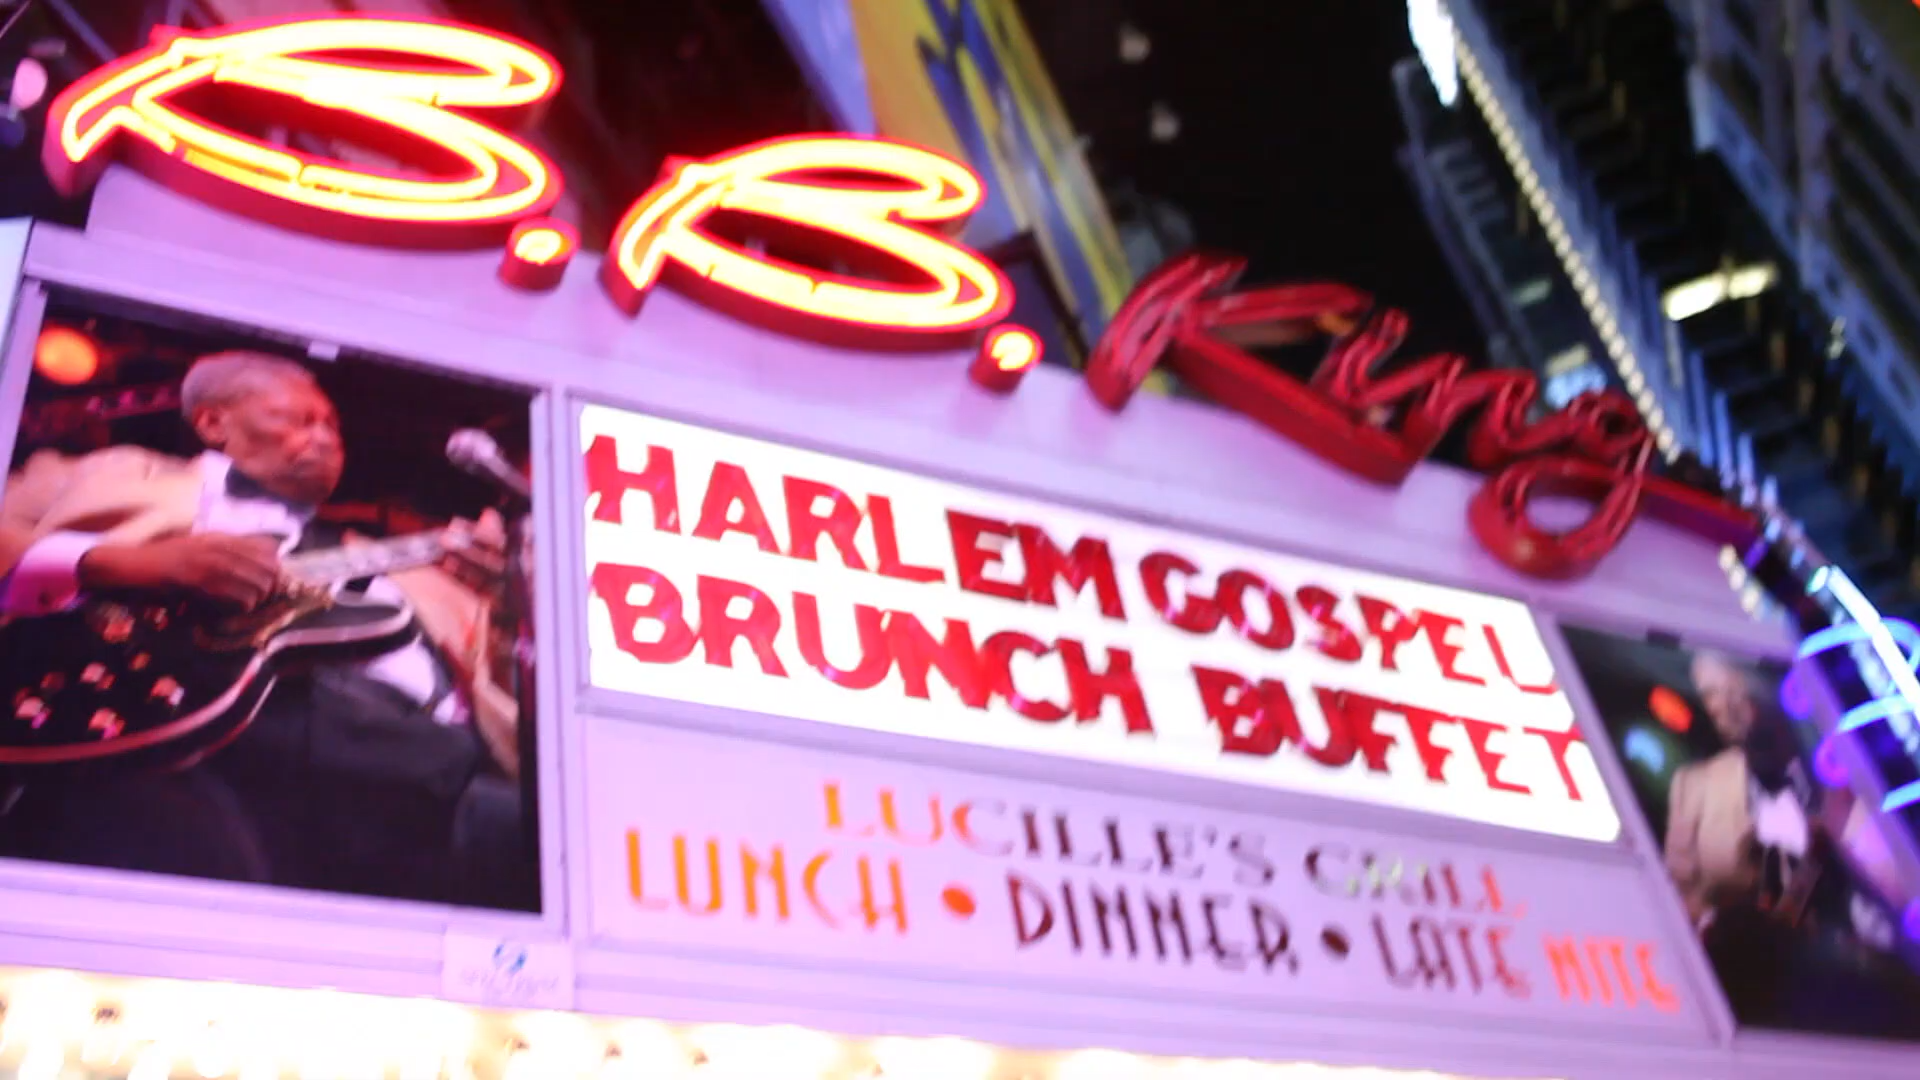 B.B. King
HARLEM GOSPEL
BRUNCH BUFFET
LUCILLE'S GRILL
LUNCH • DINNER • LATE NITE